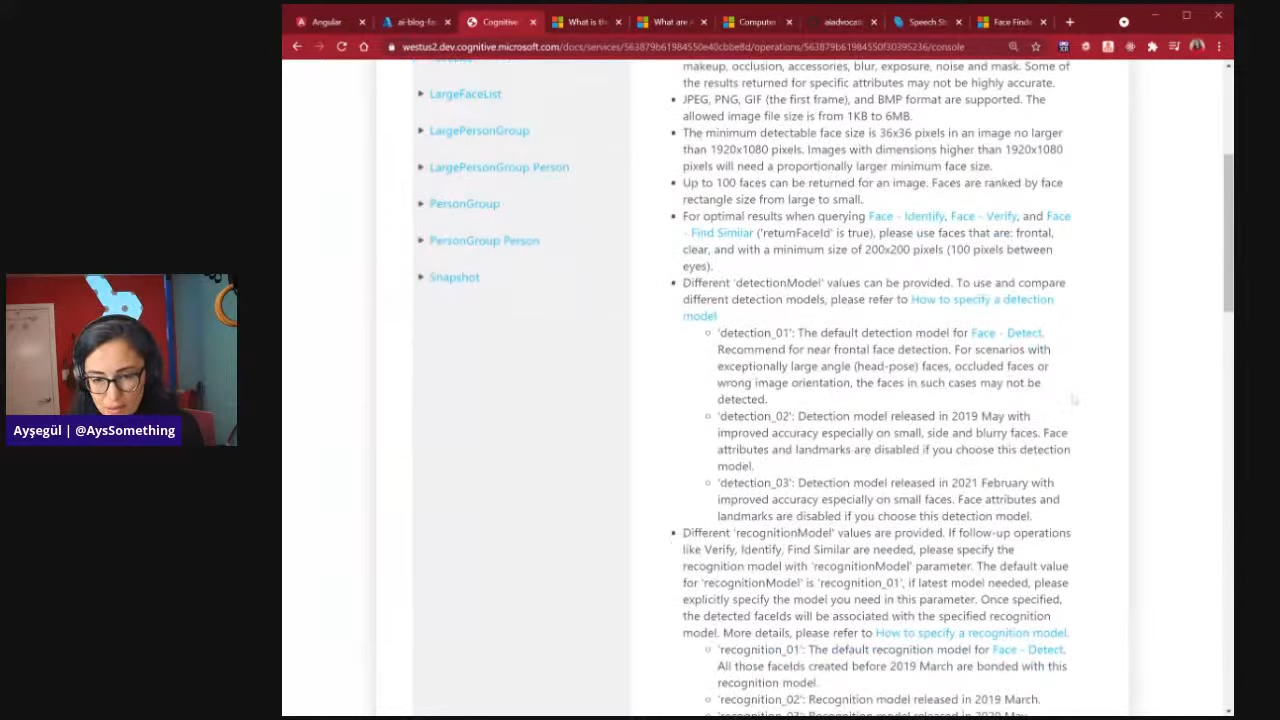 Angular
ai-blog-fac
Cognitive
What is th
What are A
Computer
aiadvocat
Speech St
Face Finde
westus2.dev.cognitive.microsoft.com/docs/services/563879b61984550e40cbbe8d/operations/563879b61984550f30395236/console
LargeFaceList
LargePersonGroup
LargePersonGroup Person
PersonGroup
PersonGroup Person
Snapshot
makeup, occlusion, accessories, blur, exposure, noise and mask. Some of
the results returned for specific attributes may not be highly accurate.
JPEG, PNG, GIF (the first frame), and BMP format are supported. The
allowed image file size is from 1KB to 6MB.
The minimum detectable face size is 36x36 pixels in an image no larger
than 1920x1080 pixels. Images with dimensions higher than 1920x1080
pixels will need a proportionally larger minimum face size.
Up to 100 faces can be returned for an image. Faces are ranked by face
rectangle size from large to small.
For optimal results when querying Face - Identify, Face - Verify, and Face
- Find Similar ('returnFaceId' is true), please use faces that are: frontal,
clear, and with a minimum size of 200x200 pixels (100 pixels between
eyes).
Different 'detectionModel' values can be provided. To use and compare
different detection models, please refer to How to specify a detection
model
'detection_01': The default detection model for Face - Detect.
Recommend for near frontal face detection. For scenarios with
exceptionally large angle (head-pose) faces, occluded faces or
wrong image orientation, the faces in such cases may not be
detected.
'detection_02': Detection model released in 2019 May with
improved accuracy especially on small, side and blurry faces. Face
attributes and landmarks are disabled if you choose this detection
model.
'detection_03': Detection model released in 2021 February with
improved accuracy especially on small faces. Face attributes and
landmarks are disabled if you choose this detection model.
Different 'recognitionModel' values are provided. If follow-up operations
like Verify, Identify, Find Similar are needed, please specify the
recognition model with 'recognitionModel' parameter. The default value
for 'recognitionModel' is 'recognition_01', if latest model needed, please
explicitly specify the model you need in this parameter. Once specified,
the detected faceIds will be associated with the specified recognition
model. More details, please refer to How to specify a recognition model.
'recognition_01': The default recognition model for Face - Detect.
All those faceIds created before 2019 March are bonded with this
recognition model.
'recognition_02': Recognition model released in 2019 March.
Ayşegül | @AysSomething